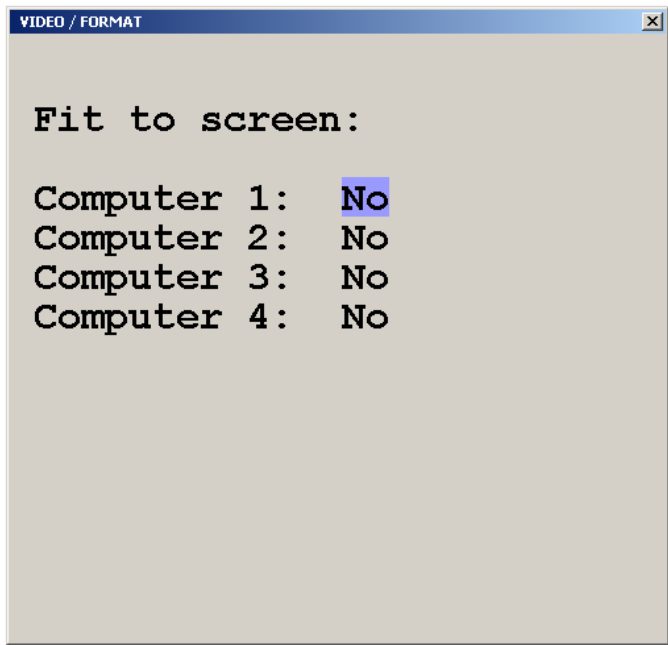 VIDEO / FORMAT
Fit to screen:
Computer 1: No
Computer 2: No
Computer 3: No
Computer 4: No